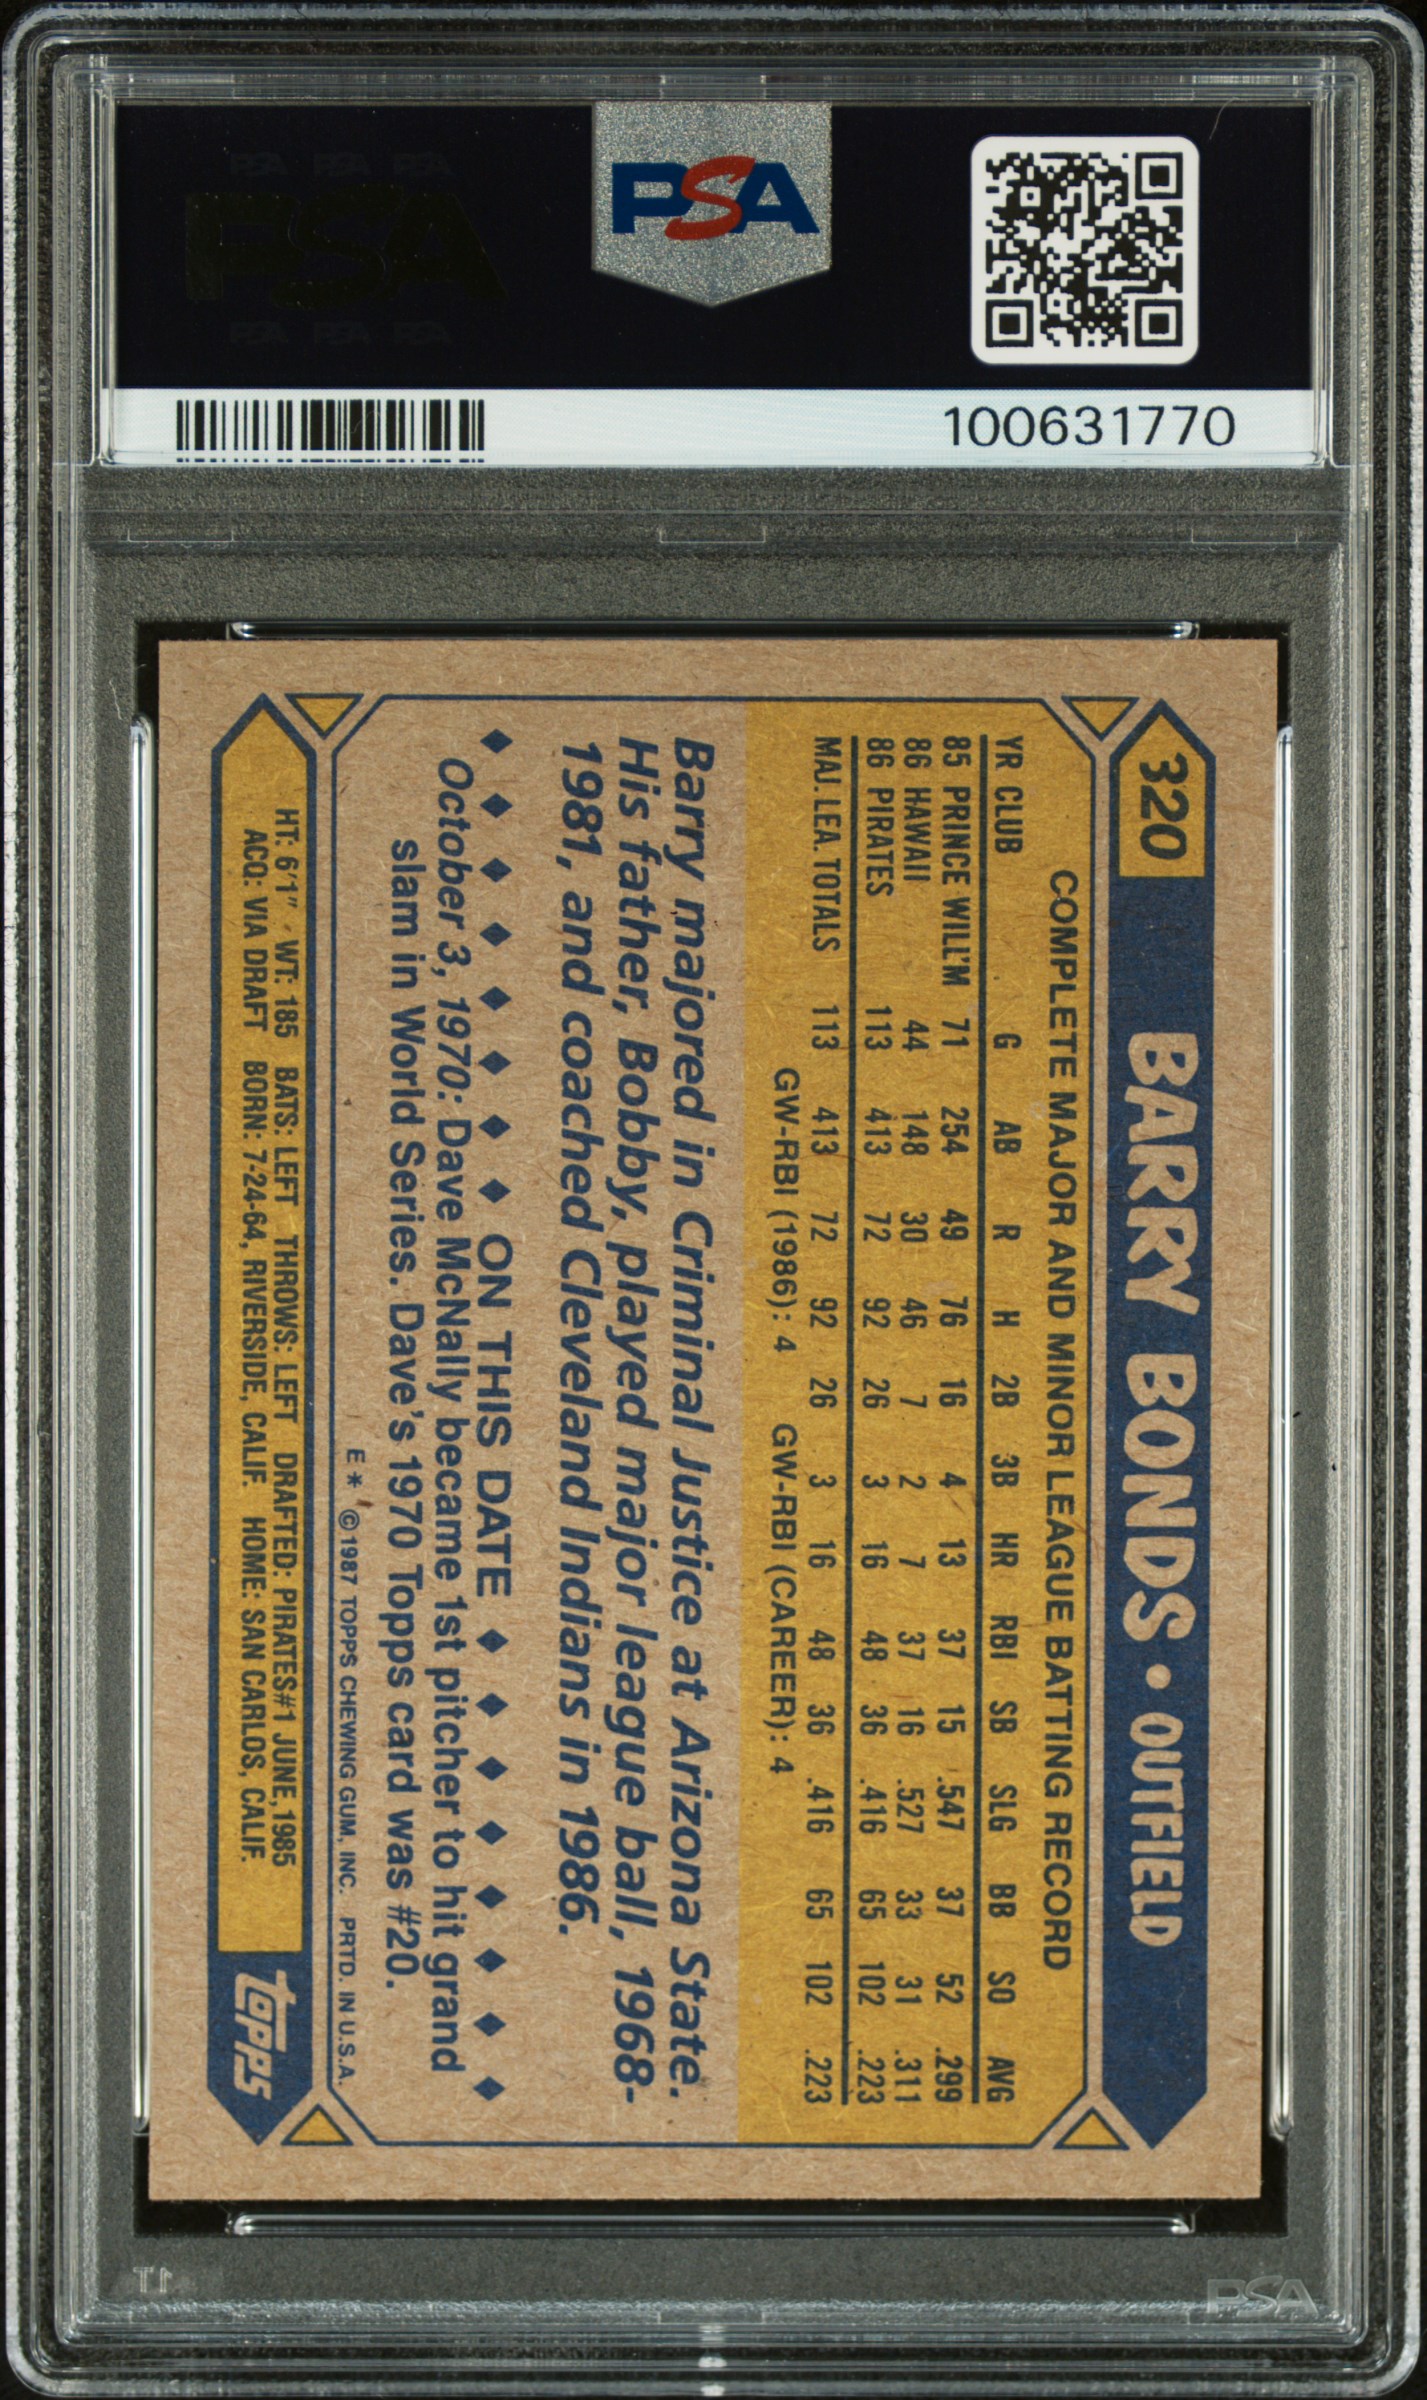 PSA
100631770
320 BARRY BONDS • OUTFIELD
COMPLETE MAJOR AND MINOR LEAGUE BATTING RECORD
YR CLUB G AB R H 2B 3B HR RBI SB SLG BB SO AVG
85 PRINCE WILL'M 71 254 49 76 16 4 13 37 15 .547 37 52 .299
86 HAWAII 44 148 30 46 7 2 7 37 16 .527 33 31 .311
86 PIRATES 113 413 72 92 26 3 16 48 36 .416 65 102 .223
MAJ. LEA. TOTALS 113 413 72 92 26 3 16 48 36 .416 65 102 .223
GW-RBI (1986): 4 GW-RBI (CAREER): 4
Barry majored in Criminal Justice at Arizona State.
His father, Bobby, played major league ball, 1968-
1981, and coached Cleveland Indians in 1986.
ON THIS DATE
October 3, 1970: Dave McNally became 1st pitcher to hit grand
slam in World Series. Dave's 1970 Topps card was #20.
E * © 1987 TOPPS CHEWING GUM, INC. PRTD. IN U.S.A.
HT: 6'1" WT: 185 BATS: LEFT THROWS: LEFT DRAFTED: PIRATES#1 JUNE, 1985
ACQ: VIA DRAFT BORN: 7-24-64, RIVERSIDE, CALIF. HOME: SAN CARLOS, CALIF.
topps
PSA